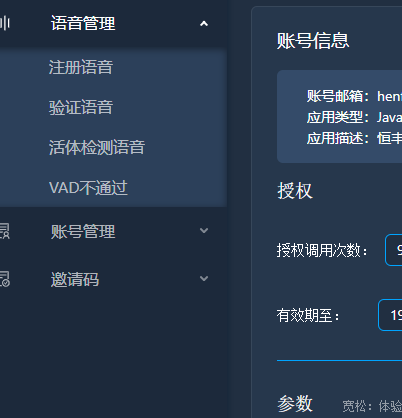 语音管理
注册语音
验证语音
活体检测语音
VAD不通过
账号管理
邀请码
账号信息
账号邮箱：
应用类型：Java
应用描述：恒丰
授权
授权调用次数：
有效期至：
参数 宽松：体验